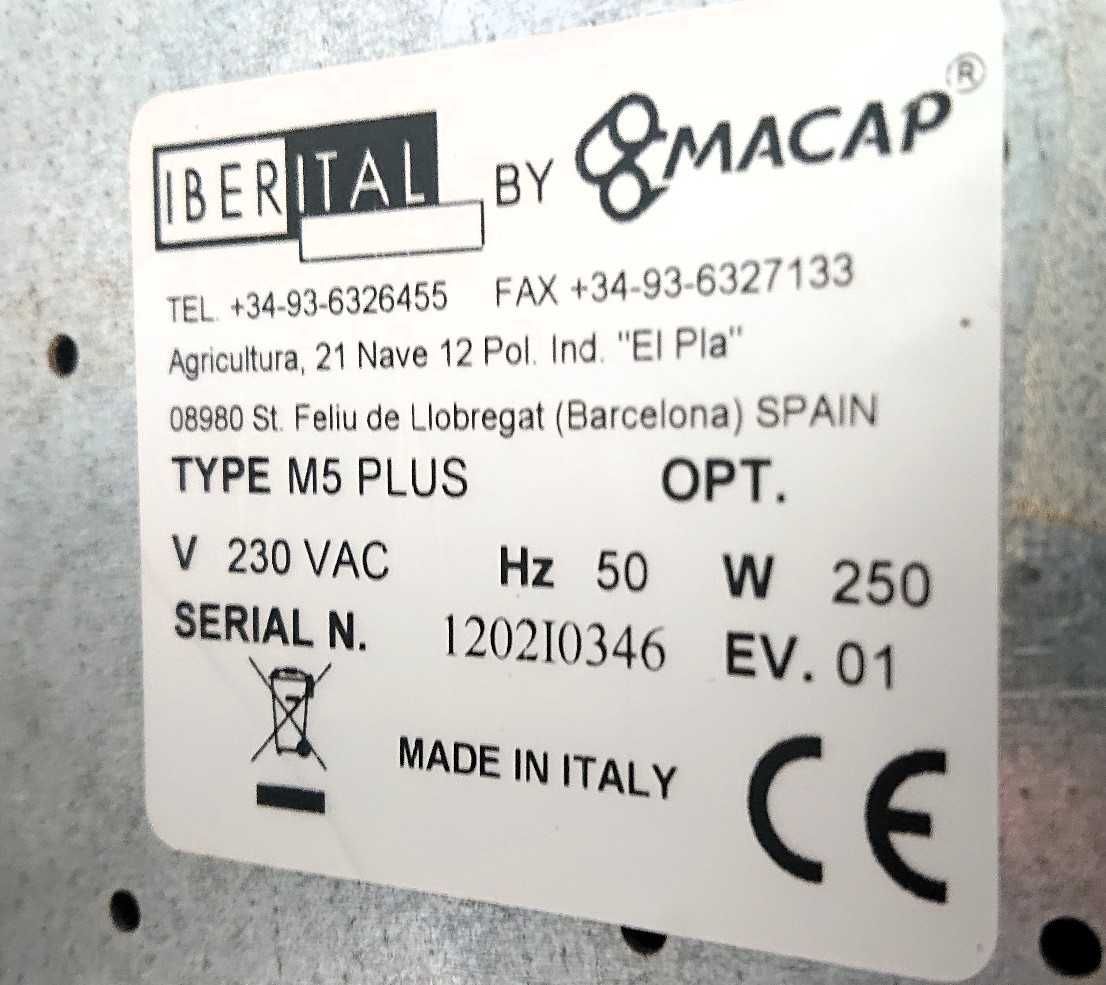 IBERITAL BY MACAP®
TEL. +34-93-6326455 FAX +34-93-6327133
Agricultura, 21 Nave 12 Pol. Ind. "El Pla"
08980 St. Feliu de Llobregat (Barcelona) SPAIN
TYPE M5 PLUS OPT.
V 230 VAC Hz 50 W 250
SERIAL N. 1202I0346 EV. 01
MADE IN ITALY CE